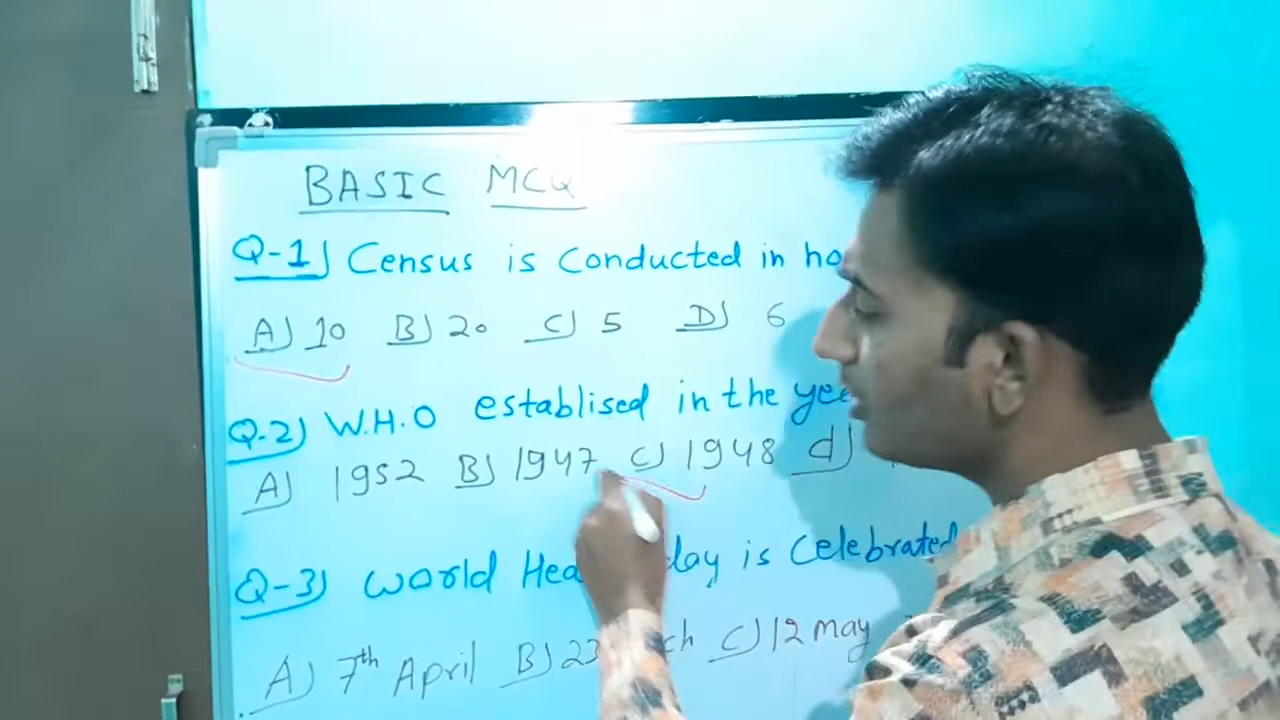 BASIC MCQ
Q-1) Census is conducted in ho
A) 10 B) 20 C) 5 D) 6
Q-2) W.H.O establised in the yea
A) 1952 B) 1947 C) 1948 d)
Q-3) World Hea day is celebrated
A) 7th April B) 23 ch C) 12 may